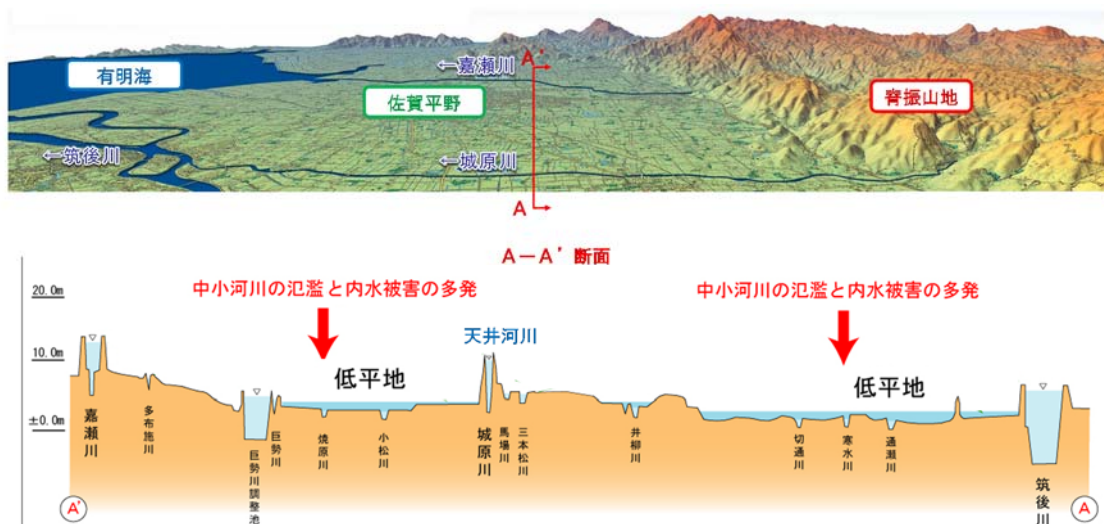 有明海
佐賀平野
脊振山地
←嘉瀬川
←筑後川
←城原川
A'
A
A-A' 断面
中小河川の氾濫と内水被害の多発
中小河川の氾濫と内水被害の多発
天井河川
低平地
低平地
20.0m
10.0m
±0.0m
嘉瀬川
多布施川
巨勢川調整池
巨勢川
焼原川
小松川
城原川
馬場川
三本松川
井柳川
切通川
寒水川
通瀬川
筑後川
A'
A